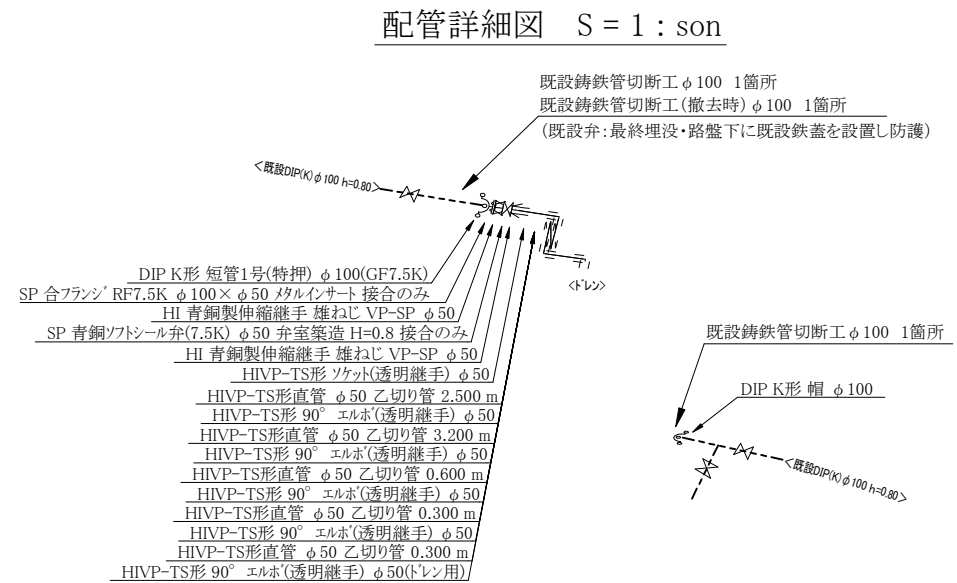 配管詳細図　S = 1 : son
既設鋳鉄管切断工φ100 1箇所
既設鋳鉄管切断工(撤去時)φ100 1箇所
(既設弁:最終埋没・路盤下に既設鉄蓋を設置し防護)
<既設DIP(K)φ100 h=0.80>
DIP K形 短管1号(特押) φ100(GF7.5K)
SP 合フランジ RF7.5K φ100×φ50 メタルインサート 接合のみ
HI 青銅製伸縮継手 雄ねじ VP-SP φ50
SP 青銅ソフトシール弁(7.5K) φ50 弁室築造 H=0.8 接合のみ
HI 青銅製伸縮継手 雄ねじ VP-SP φ50
HIVP-TS形 ソケット(透明継手) φ50
HIVP-TS形直管 φ50 乙切り管 2.500 m
HIVP-TS形 90° エルボ(透明継手) φ50
HIVP-TS形直管 φ50 乙切り管 3.200 m
HIVP-TS形 90° エルボ(透明継手) φ50
HIVP-TS形直管 φ50 乙切り管 0.600 m
HIVP-TS形 90° エルボ(透明継手) φ50
HIVP-TS形直管 φ50 乙切り管 0.300 m
HIVP-TS形 90° エルボ(透明継手) φ50
HIVP-TS形直管 φ50 乙切り管 0.300 m
HIVP-TS形 90° エルボ(透明継手) φ50(ドレン用)
<ドレン>
既設鋳鉄管切断工φ100 1箇所
DIP K形 帽 φ100
<既設DIP(K)φ100 h=0.80>